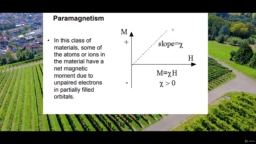 Paramagnetism
• In this class of
materials, some of
the atoms or ions in
the material have a
net magnetic
moment due to
unpaired electrons
in partially filled
orbitals.
M
+
slope=χ
H
-
M=χH
χ > 0